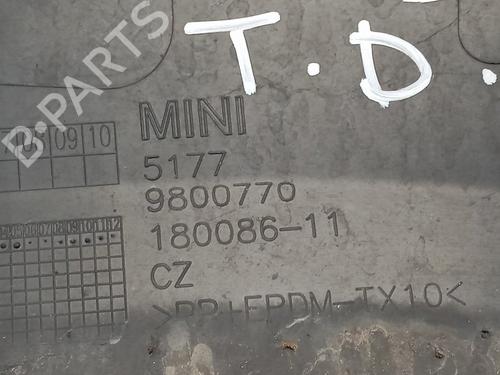 B-PARTS
T.D.
09 10
MINI
5177
9800770
180086-11
CZ
>PP+EPDM-TX10<